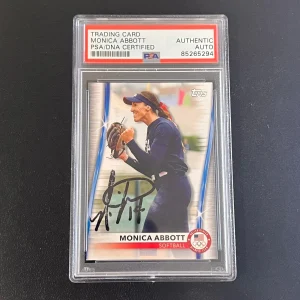 TRADING CARD
MONICA ABBOTT
PSA/DNA CERTIFIED
AUTHENTIC
AUTO
85265294
PSA
Topps
MONICA ABBOTT
SOFTBALL